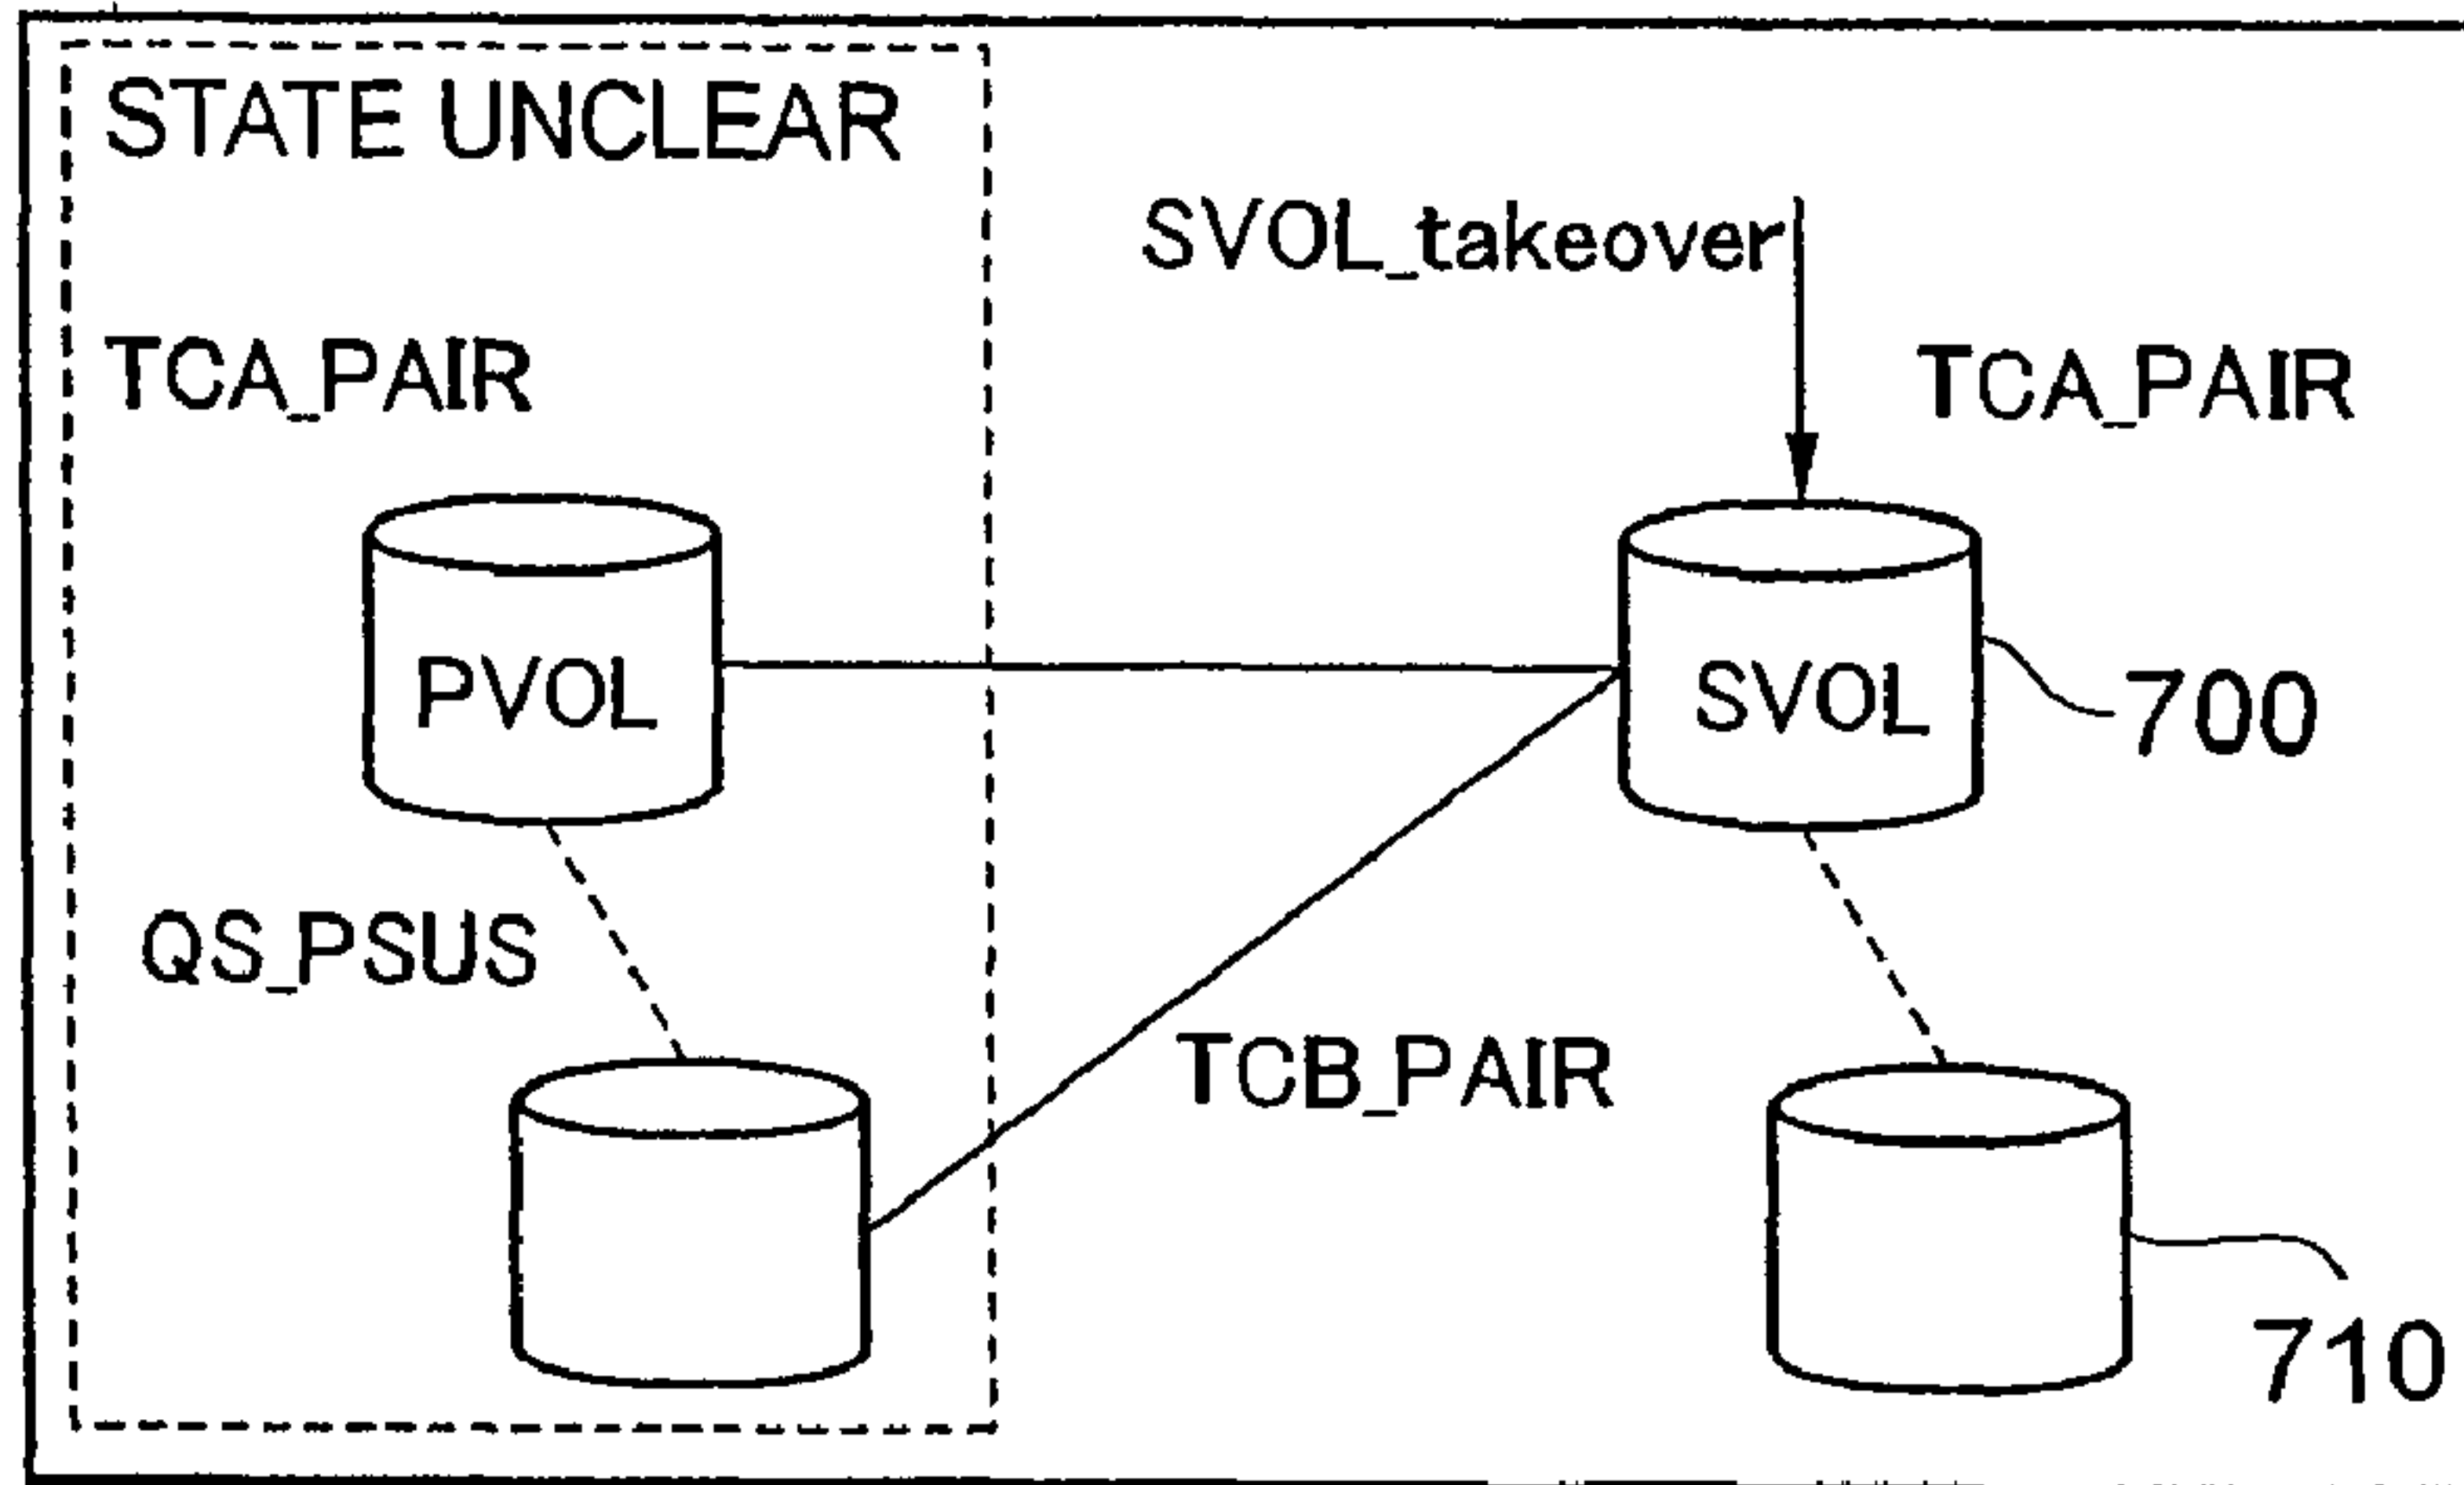 STATE UNCLEAR
SVOL_takeover
TCA_PAIR
TCA_PAIR
PVOL
SVOL
700
QS_PSUS
TCB_PAIR
710